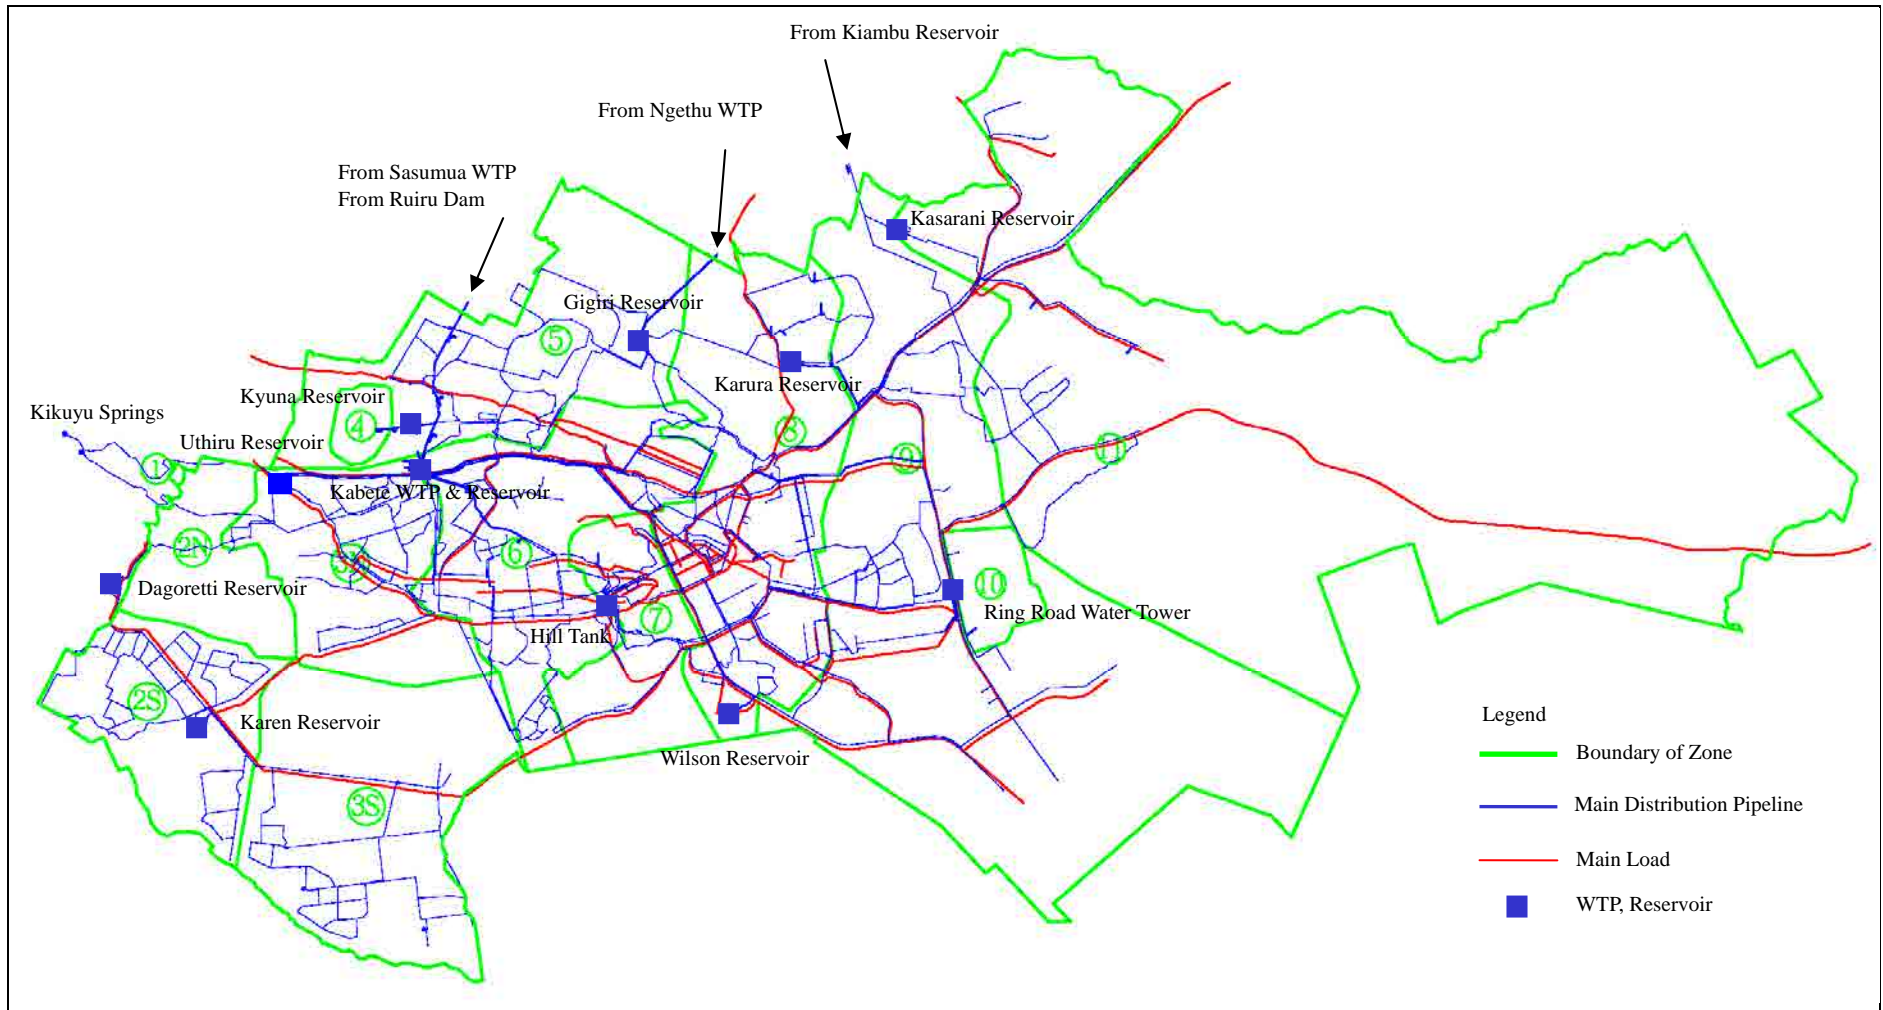 From Kiambu Reservoir
From Ngethu WTP
From Sasumua WTP
From Ruiru Dam
Kasarani Reservoir
Gigiri Reservoir
5
Karura Reservoir
Kyuna Reservoir
Kikuyu Springs
4
8
Uthiru Reservoir
1
9
11
Kabete WTP & Reservoir
2N
6
Dagoretti Reservoir
10
Ring Road Water Tower
7
Hill Tank
2S
Karen Reservoir
Wilson Reservoir
3S
Legend
Boundary of Zone
Main Distribution Pipeline
Main Load
WTP, Reservoir